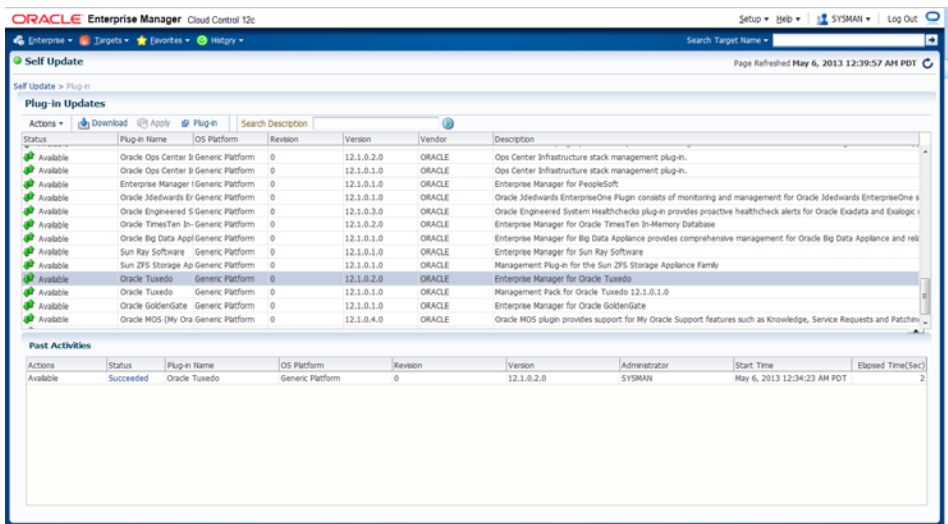 ORACLE Enterprise Manager Cloud Control 12c
Setup Help SYSMAN Log Out
Enterprise Targets Favorites History
Search Target Name
Self Update
Page Refreshed May 6, 2013 12:39:57 AM PDT
Self Update > Plug-in
Plug-in Updates
Actions Download Apply Plug-in Search Description
Status Plug-in Name OS Platform Revision Version Vendor Description
Available Oracle Ops Center Generic Platform 0 12.1.0.2.0 ORACLE Ops Center Infrastructure stack management plug-in.
Available Oracle Ops Center Generic Platform 0 12.1.0.1.0 ORACLE Ops Center Infrastructure stack management plug-in.
Available Enterprise Manager Generic Platform 0 12.1.0.1.0 ORACLE Enterprise Manager for PeopleSoft
Available Oracle Jdedwards Er Generic Platform 0 12.1.0.1.0 ORACLE Oracle Jdedwards EnterpriseOne Plugin consists of monitoring and management for Oracle Jdedwards EnterpriseOne s
Available Oracle Engineered S Generic Platform 0 12.1.0.3.0 ORACLE Oracle Engineered System Healthchecks plug-in provides proactive healthcheck alerts for Oracle Exadata and Exalogic
Available Oracle TimesTen In- Generic Platform 0 12.1.0.2.0 ORACLE Enterprise Manager for Oracle TimesTen In-Memory Database
Available Oracle Big Data Appl Generic Platform 0 12.1.0.1.0 ORACLE Enterprise Manager for Big Data Appliance provides comprehensive management for Oracle Big Data Appliance and rela
Available Sun Ray Software Generic Platform 0 12.1.0.1.0 ORACLE Enterprise Manager for Sun Ray Software
Available Sun ZFS Storage Ap Generic Platform 0 12.1.0.1.0 ORACLE Management Plug-in for the Sun ZFS Storage Appliance Family
Available Oracle Tuxedo Generic Platform 0 12.1.0.2.0 ORACLE Enterprise Manager for Oracle Tuxedo
Available Oracle Tuxedo Generic Platform 0 12.1.0.1.0 ORACLE Management Pack for Oracle Tuxedo 12.1.0.1.0
Available Oracle GoldenGate Generic Platform 0 12.1.0.1.0 ORACLE Enterprise Manager for Oracle GoldenGate
Available Oracle MOS (My Ora Generic Platform 0 12.1.0.4.0 ORACLE Oracle MOS plugin provides support for My Oracle Support features such as Knowledge, Service Requests and Patchin
Past Activities
Actions Status Plug-in Name OS Platform Revision Version Administrator Start Time Elapsed Time(Sec)
Available Succeeded Oracle Tuxedo Generic Platform 0 12.1.0.2.0 SYSMAN May 6, 2013 12:34:23 AM PDT 2